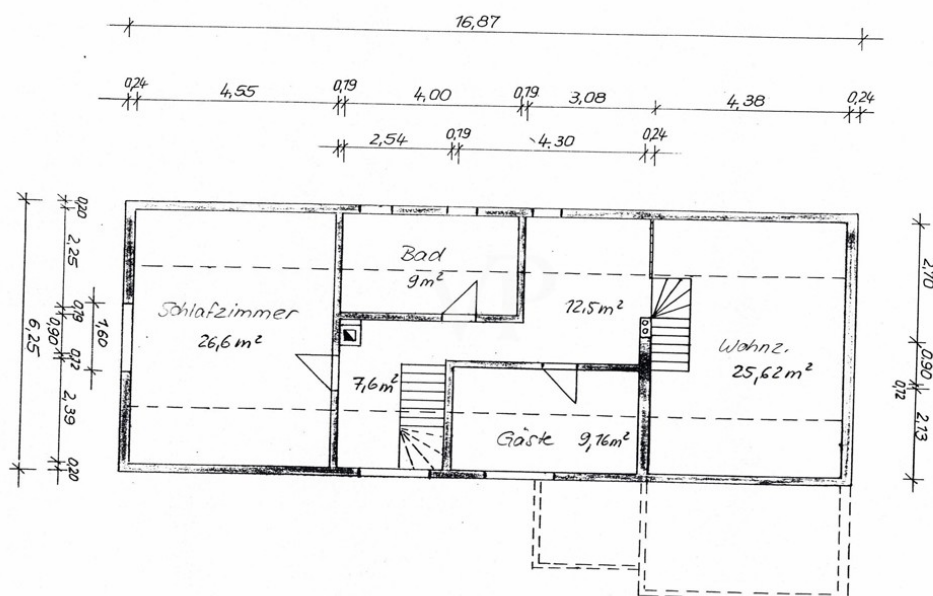 16,87
0,24 4,55 0,19 4,00 0,19 3,08 4,38 0,24
2,54 0,19 4,30 0,24
0,20
2,25
0,19
0,90
0,12
2,39
0,20
1,60
6,25
Schlafzimmer
26,6 m²
Bad
9 m²
12,5 m²
7,6 m²
Gäste 9,16 m²
Wohnz.
25,62 m²
2,70
0,90
0,12
2,13